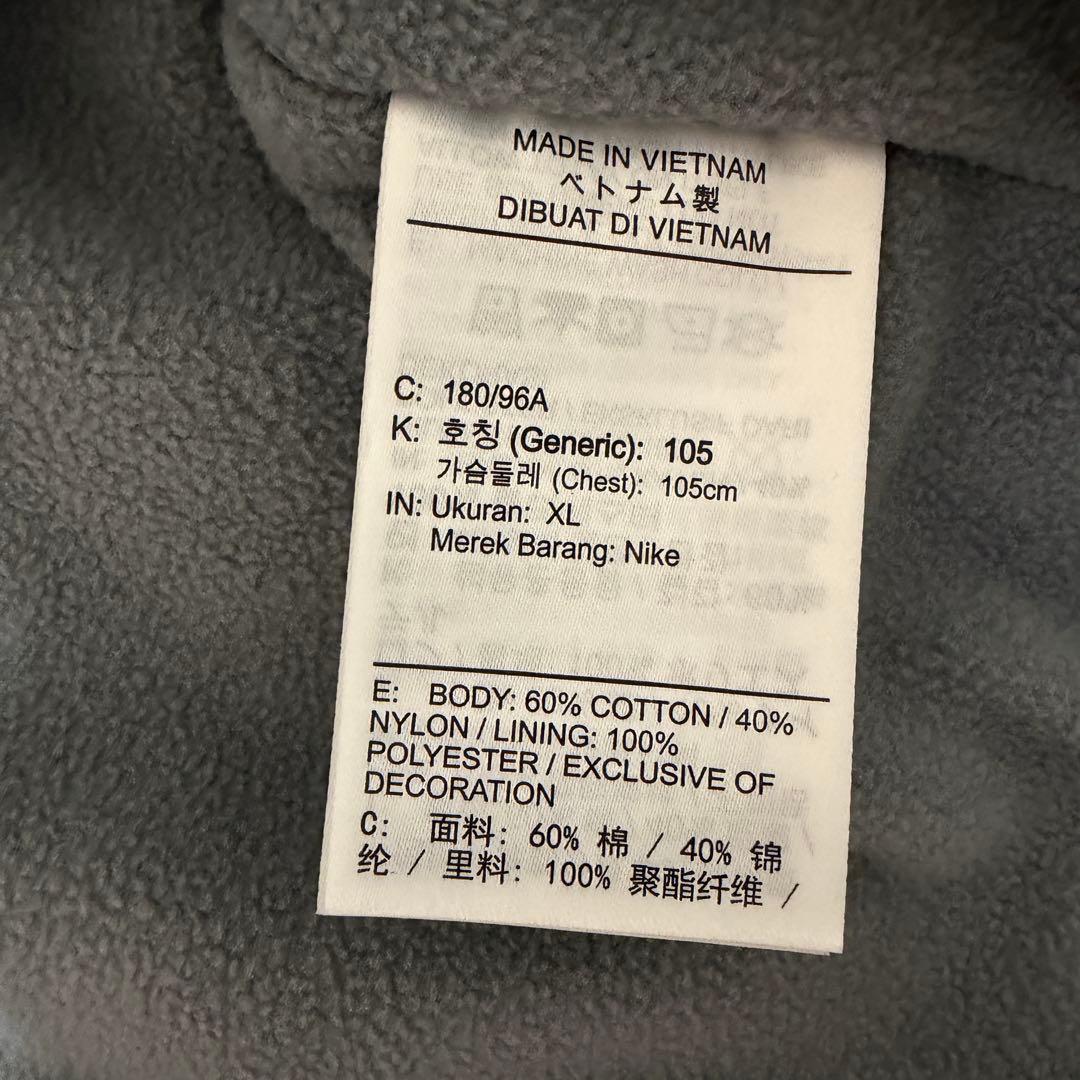 MADE IN VIETNAM
ベトナム製
DIBUAT DI VIETNAM
C: 180/96A
K: 호칭 (Generic): 105
가슴둘레 (Chest): 105cm
IN: Ukuran: XL
Merek Barang: Nike
E: BODY: 60% COTTON / 40%
NYLON / LINING: 100%
POLYESTER / EXCLUSIVE OF
DECORATION
C: 面料: 60% 棉 / 40% 锦
纶 / 里料: 100% 聚酯纤维 /